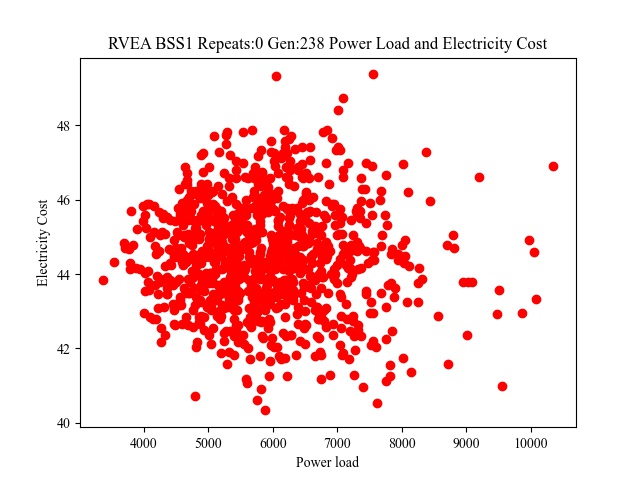 RVEA BSS1 Repeats:0 Gen:238 Power Load and Electricity Cost
48
46
44
42
40
Electricity Cost
4000 5000 6000 7000 8000 9000 10000
Power load